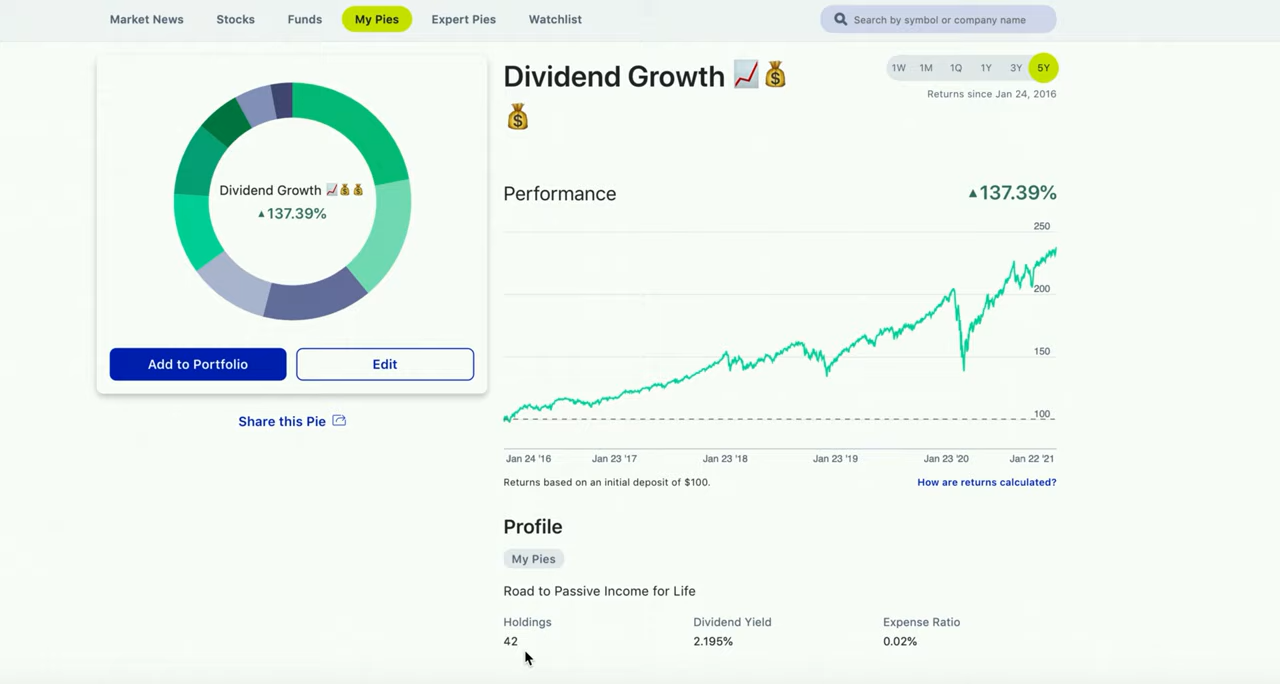 Market News Stocks Funds My Pies Expert Pies Watchlist Search by symbol or company name
Dividend Growth 📈💰
💰
1W 1M 1Q 1Y 3Y 5Y
Returns since Jan 24, 2016
Dividend Growth 📈💰💰
▲137.39%
Add to Portfolio Edit
Share this Pie
Performance ▲137.39%
250
200
150
100
Jan 24 '16 Jan 23 '17 Jan 23 '18 Jan 23 '19 Jan 23 '20 Jan 22 '21
Returns based on an initial deposit of $100. How are returns calculated?
Profile
My Pies
Road to Passive Income for Life
Holdings Dividend Yield Expense Ratio
42 2.195% 0.02%